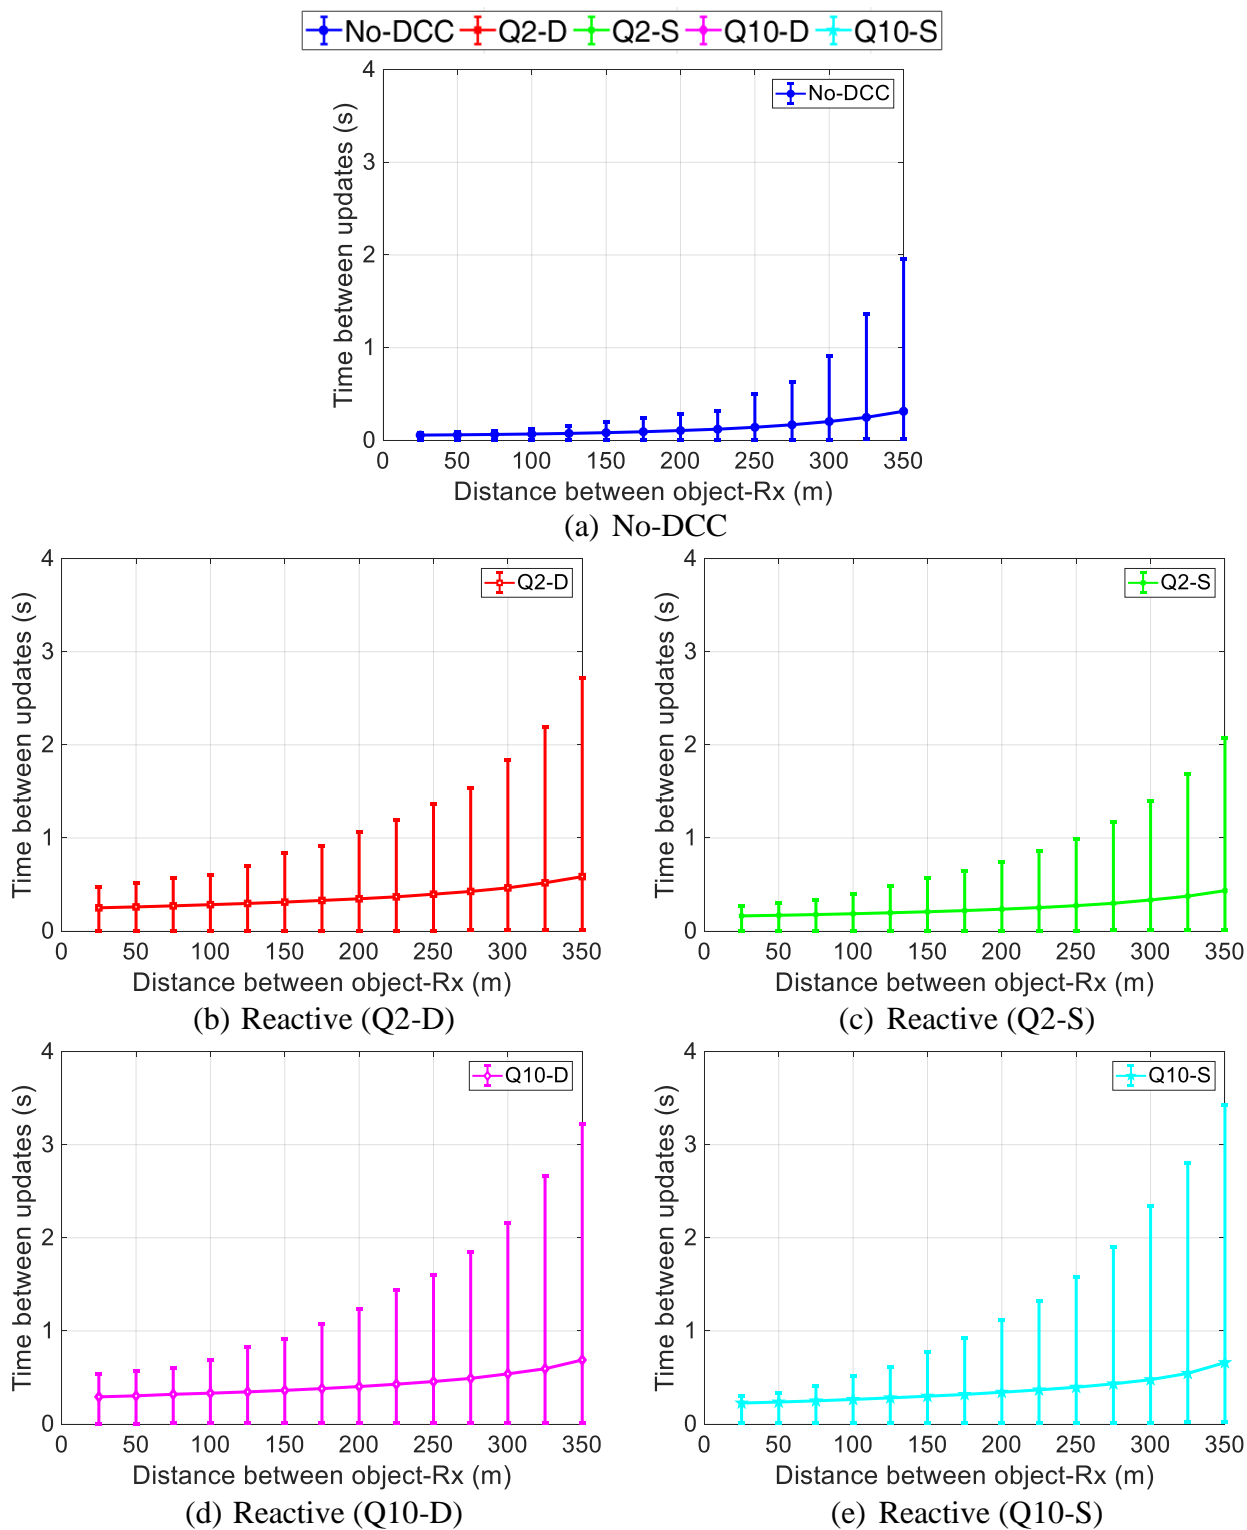 No-DCC Q2-D Q2-S Q10-D Q10-S
4
3
2
1
0
Time between updates (s)
No-DCC
0 50 100 150 200 250 300 350
Distance between object-Rx (m)
(a) No-DCC
4
3
2
1
0
Time between updates (s)
Q2-D
0 50 100 150 200 250 300 350
Distance between object-Rx (m)
(b) Reactive (Q2-D)
4
3
2
1
0
Time between updates (s)
Q2-S
0 50 100 150 200 250 300 350
Distance between object-Rx (m)
(c) Reactive (Q2-S)
4
3
2
1
0
Time between updates (s)
Q10-D
0 50 100 150 200 250 300 350
Distance between object-Rx (m)
(d) Reactive (Q10-D)
4
3
2
1
0
Time between updates (s)
Q10-S
0 50 100 150 200 250 300 350
Distance between object-Rx (m)
(e) Reactive (Q10-S)